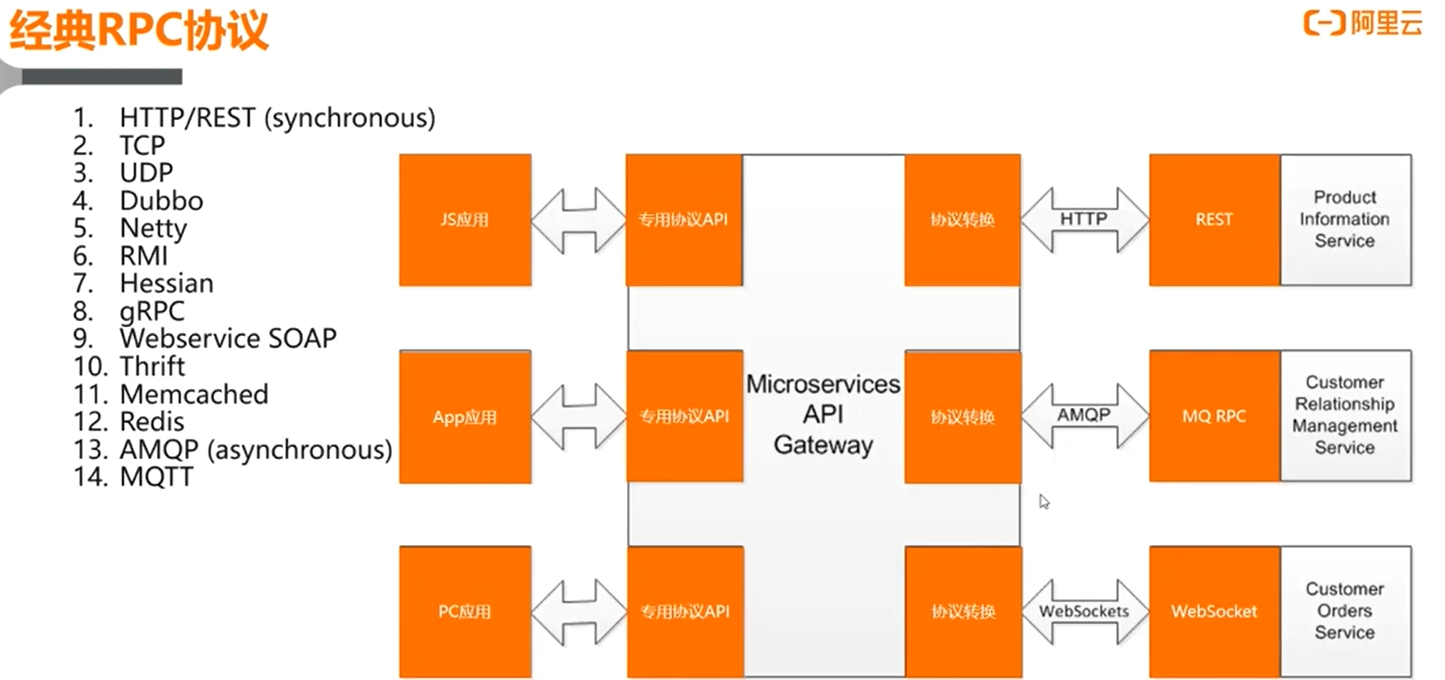 经典RPC协议
阿里云
1. HTTP/REST (synchronous)
2. TCP
3. UDP
4. Dubbo
5. Netty
6. RMI
7. Hessian
8. gRPC
9. Webservice SOAP
10. Thrift
11. Memcached
12. Redis
13. AMQP (asynchronous)
14. MQTT
JS应用
专用协议API
协议转换
HTTP
REST
Product
Information
Service
App应用
专用协议API
Microservices
API
Gateway
协议转换
AMQP
MQ RPC
Customer
Relationship
Management
Service
PC应用
专用协议API
协议转换
WebSockets
WebSocket
Customer
Orders
Service